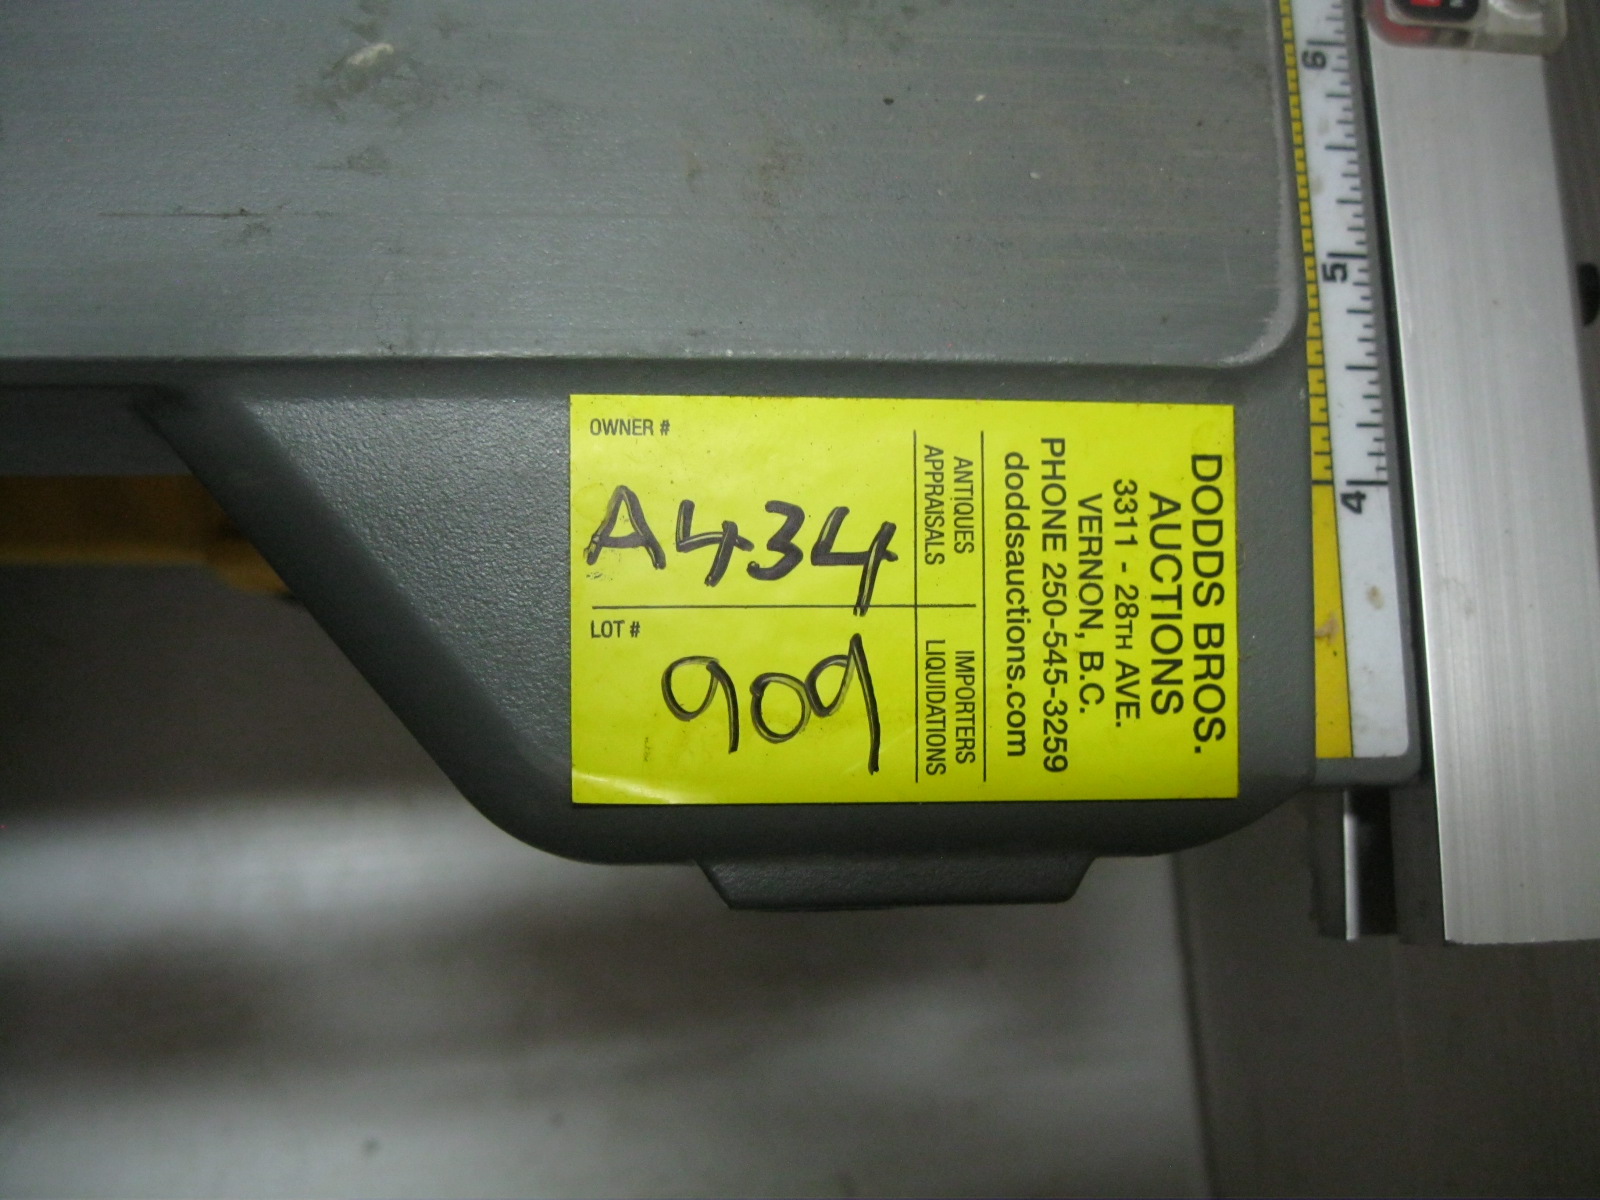 DODDS BROS.
AUCTIONS
3311 - 28TH AVE.
VERNON, B.C.
PHONE 250-545-3259
doddsauctions.com
ANTIQUES
APPRAISALS
IMPORTERS
LIQUIDATIONS
OWNER #
A434
LOT #
909
6
5
4